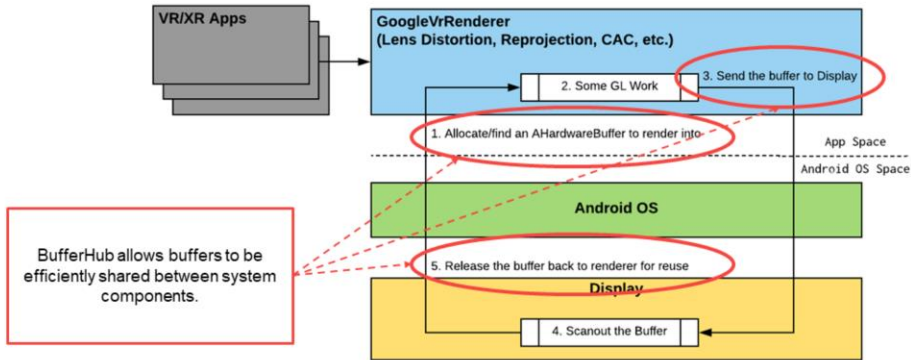 VR/XR Apps
GoogleVrRenderer
(Lens Distortion, Reprojection, CAC, etc.)
3. Send the buffer to Display
2. Some GL Work
1. Allocate/find an AHardwareBuffer to render into
App Space
Android OS Space
Android OS
BufferHub allows buffers to be
efficiently shared between system
components.
5. Release the buffer back to renderer for reuse
Display
4. Scanout the Buffer